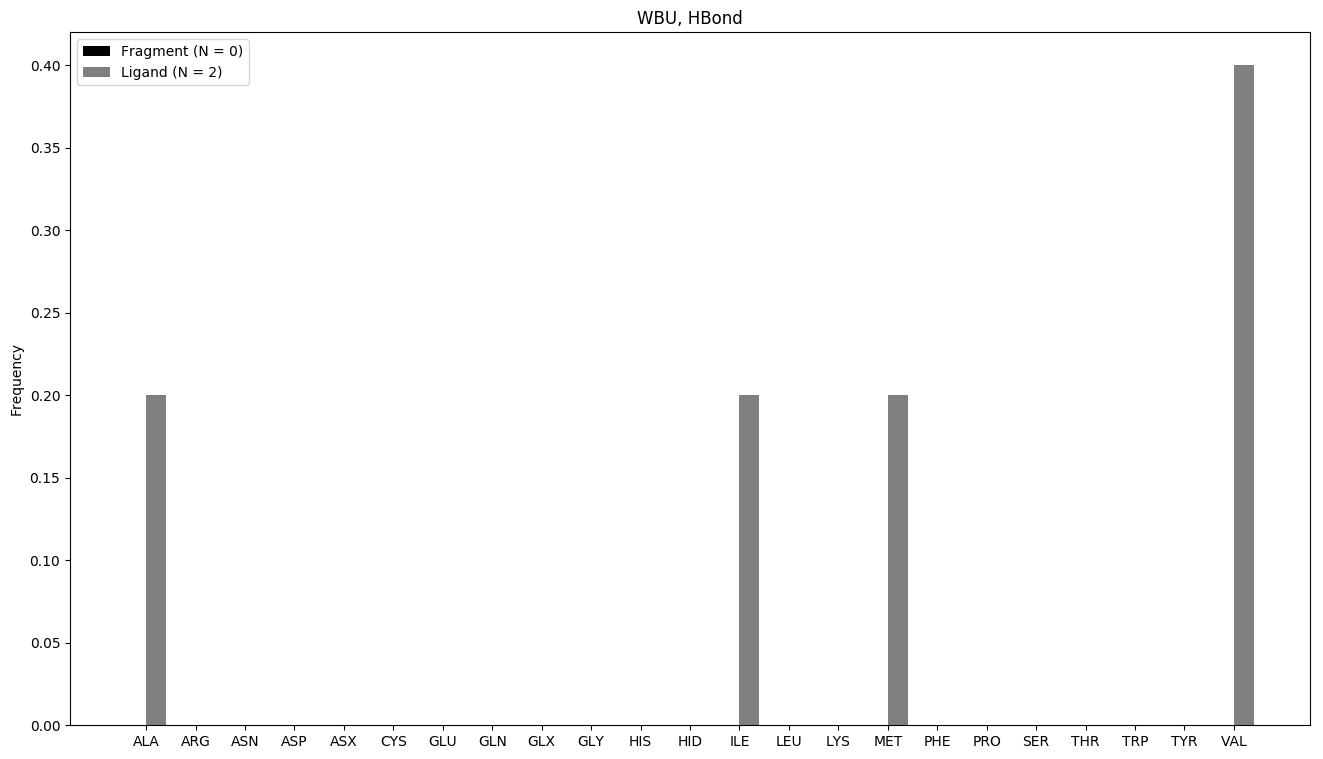 WBU, HBond
Fragment (N = 0)
Ligand (N = 2)
0.40
0.35
0.30
0.25
0.20
0.15
0.10
0.05
0.00
Frequency
ALA ARG ASN ASP ASX CYS GLU GLN GLX GLY HIS HID ILE LEU LYS MET PHE PRO SER THR TRP TYR VAL